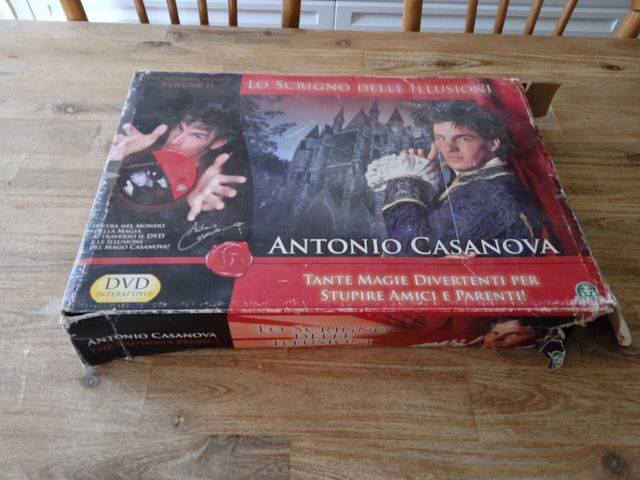 VOLUME II
LO SCRIGNO DELLE ILLUSIONI
ENTRA NEL MONDO
DELLA MAGIA
ATTRAVERSO IL DVD
E LE ILLUSIONI
DEL MAGO CASANOVA!
ANTONIO CASANOVA
DVD
INTERATTIVO
TANTE MAGIE DIVERTENTI PER
STUPIRE AMICI E PARENTI!
ANTONIO CASANOVA
THE ILLUSIONS PROJECT
LO SCRIGNO
DELLE
ILLUSIONI